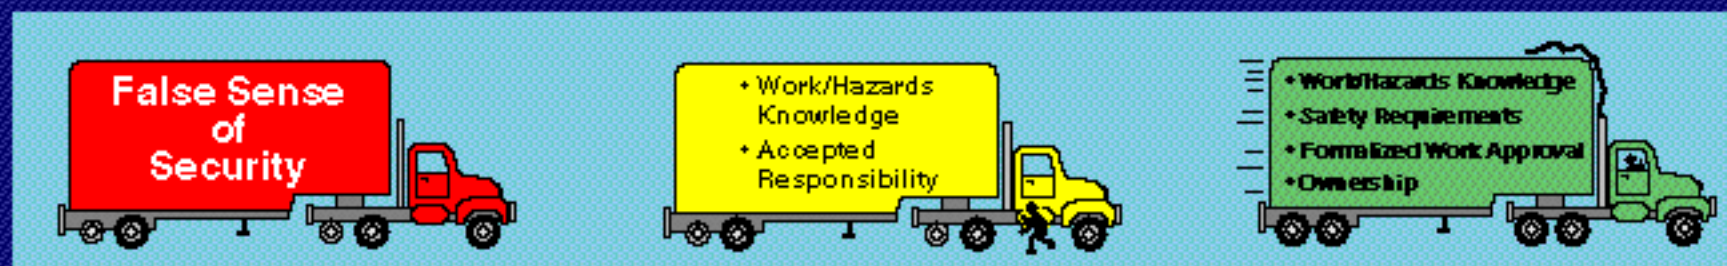 False Sense
of
Security
• Work/Hazards
Knowledge
• Accepted
Responsibility
• Work/Hazards Knowledge
• Safety Requirements
• Formalized Work Approval
• Ownership